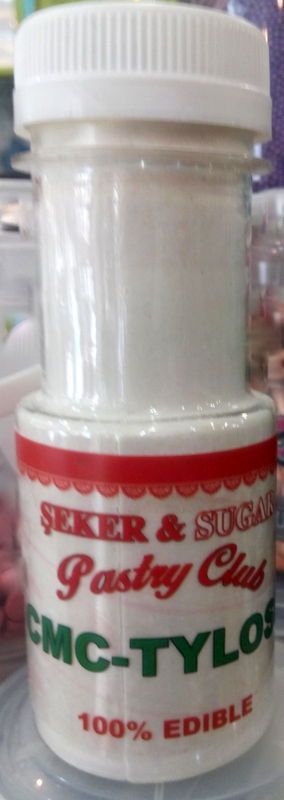 ŞEKER & SUGAR
Pastry Club
CMC-TYLOS
100% EDIBLE